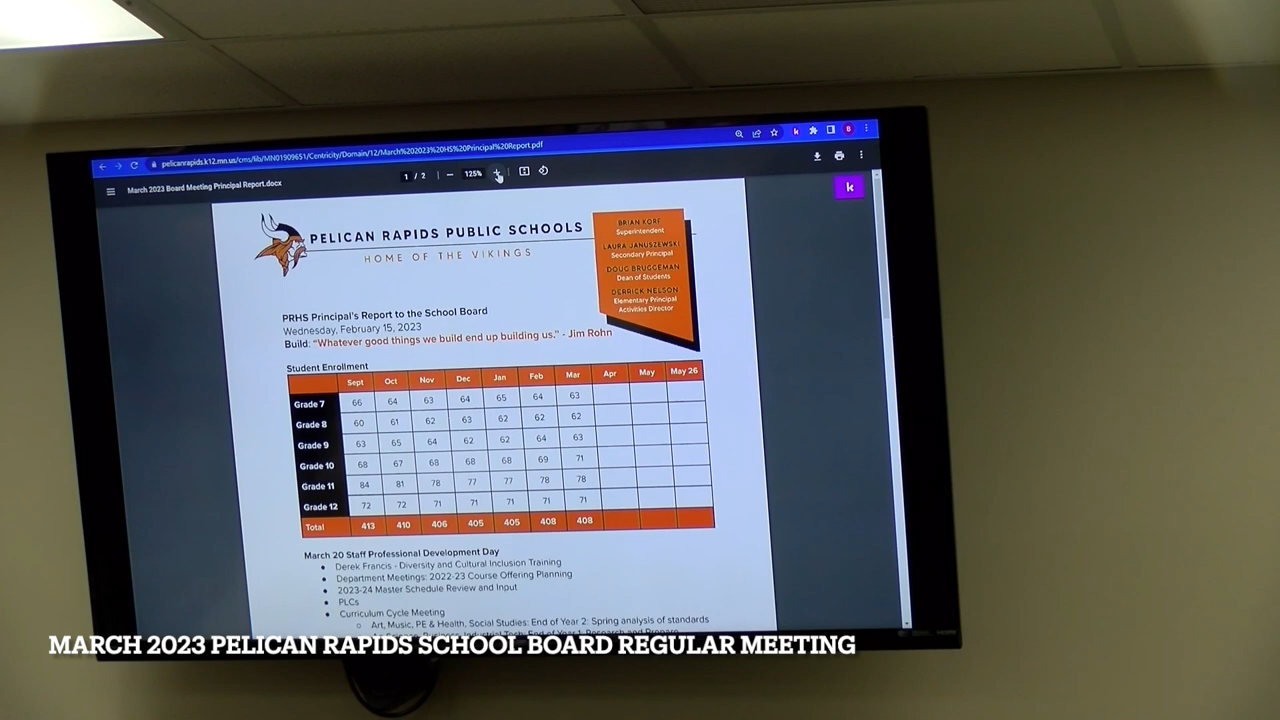 pelicanrapids.k12.mn.us/cms/lib/MN01909651/Centricity/Domain/12/March%202023%20HS%20Principal%20Report.pdf
k
B
March 2023 Board Meeting Principal Report.docx
1 / 2
125%
k
PELICAN RAPIDS PUBLIC SCHOOLS
HOME OF THE VIKINGS
BRIAN KORF
Superintendent
LAURA JANUSZEWSKI
Secondary Principal
DOUG BRUGGEMAN
Dean of Students
DERRICK NELSON
Elementary Principal
Activities Director
PRHS Principal's Report to the School Board
Wednesday, February 15, 2023
Build: "Whatever good things we build end up building us." - Jim Rohn
Student Enrollment
Sept Oct Nov Dec Jan Feb Mar Apr May May 26
Grade 7 66 64 63 64 65 64 63
Grade 8 60 61 62 63 62 62 62
Grade 9 63 65 64 62 62 64 63
Grade 10 68 67 68 68 68 69 71
Grade 11 84 81 78 77 77 78 78
Grade 12 72 72 71 71 71 71 71
Total 413 410 406 405 405 408 408
March 20 Staff Professional Development Day
Derek Francis - Diversity and Cultural Inclusion Training
Department Meetings: 2022-23 Course Offering Planning
2023-24 Master Schedule Review and Input
PLCs
Curriculum Cycle Meeting
Art, Music, PE & Health, Social Studies: End of Year 2: Spring analysis of standards
MARCH 2023 PELICAN RAPIDS SCHOOL BOARD REGULAR MEETING